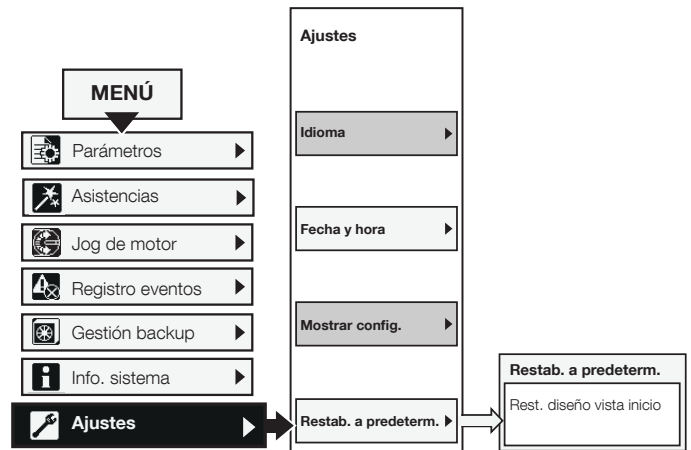 MENÚ
Parámetros
Asistencias
Jog de motor
Registro eventos
Gestión backup
Info. sistema
Ajustes
Ajustes
Idioma
Fecha y hora
Mostrar config.
Restab. a predeterm.
Restab. a predeterm.
Rest. diseño vista inicio